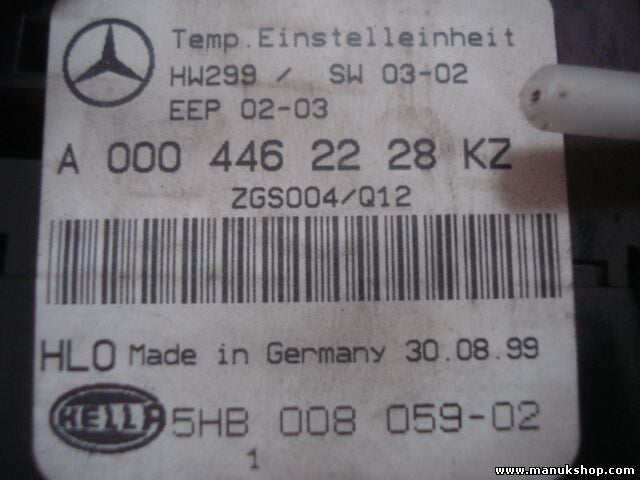 Temp.Einstelleinheit
HW299 / SW 03-02
EEP 02-03
A 000 446 22 28 KZ
ZGS004/Q12
HLO Made in Germany 30.08.99
HELLA 5HB 008 059-02
1
www.manukshop.com